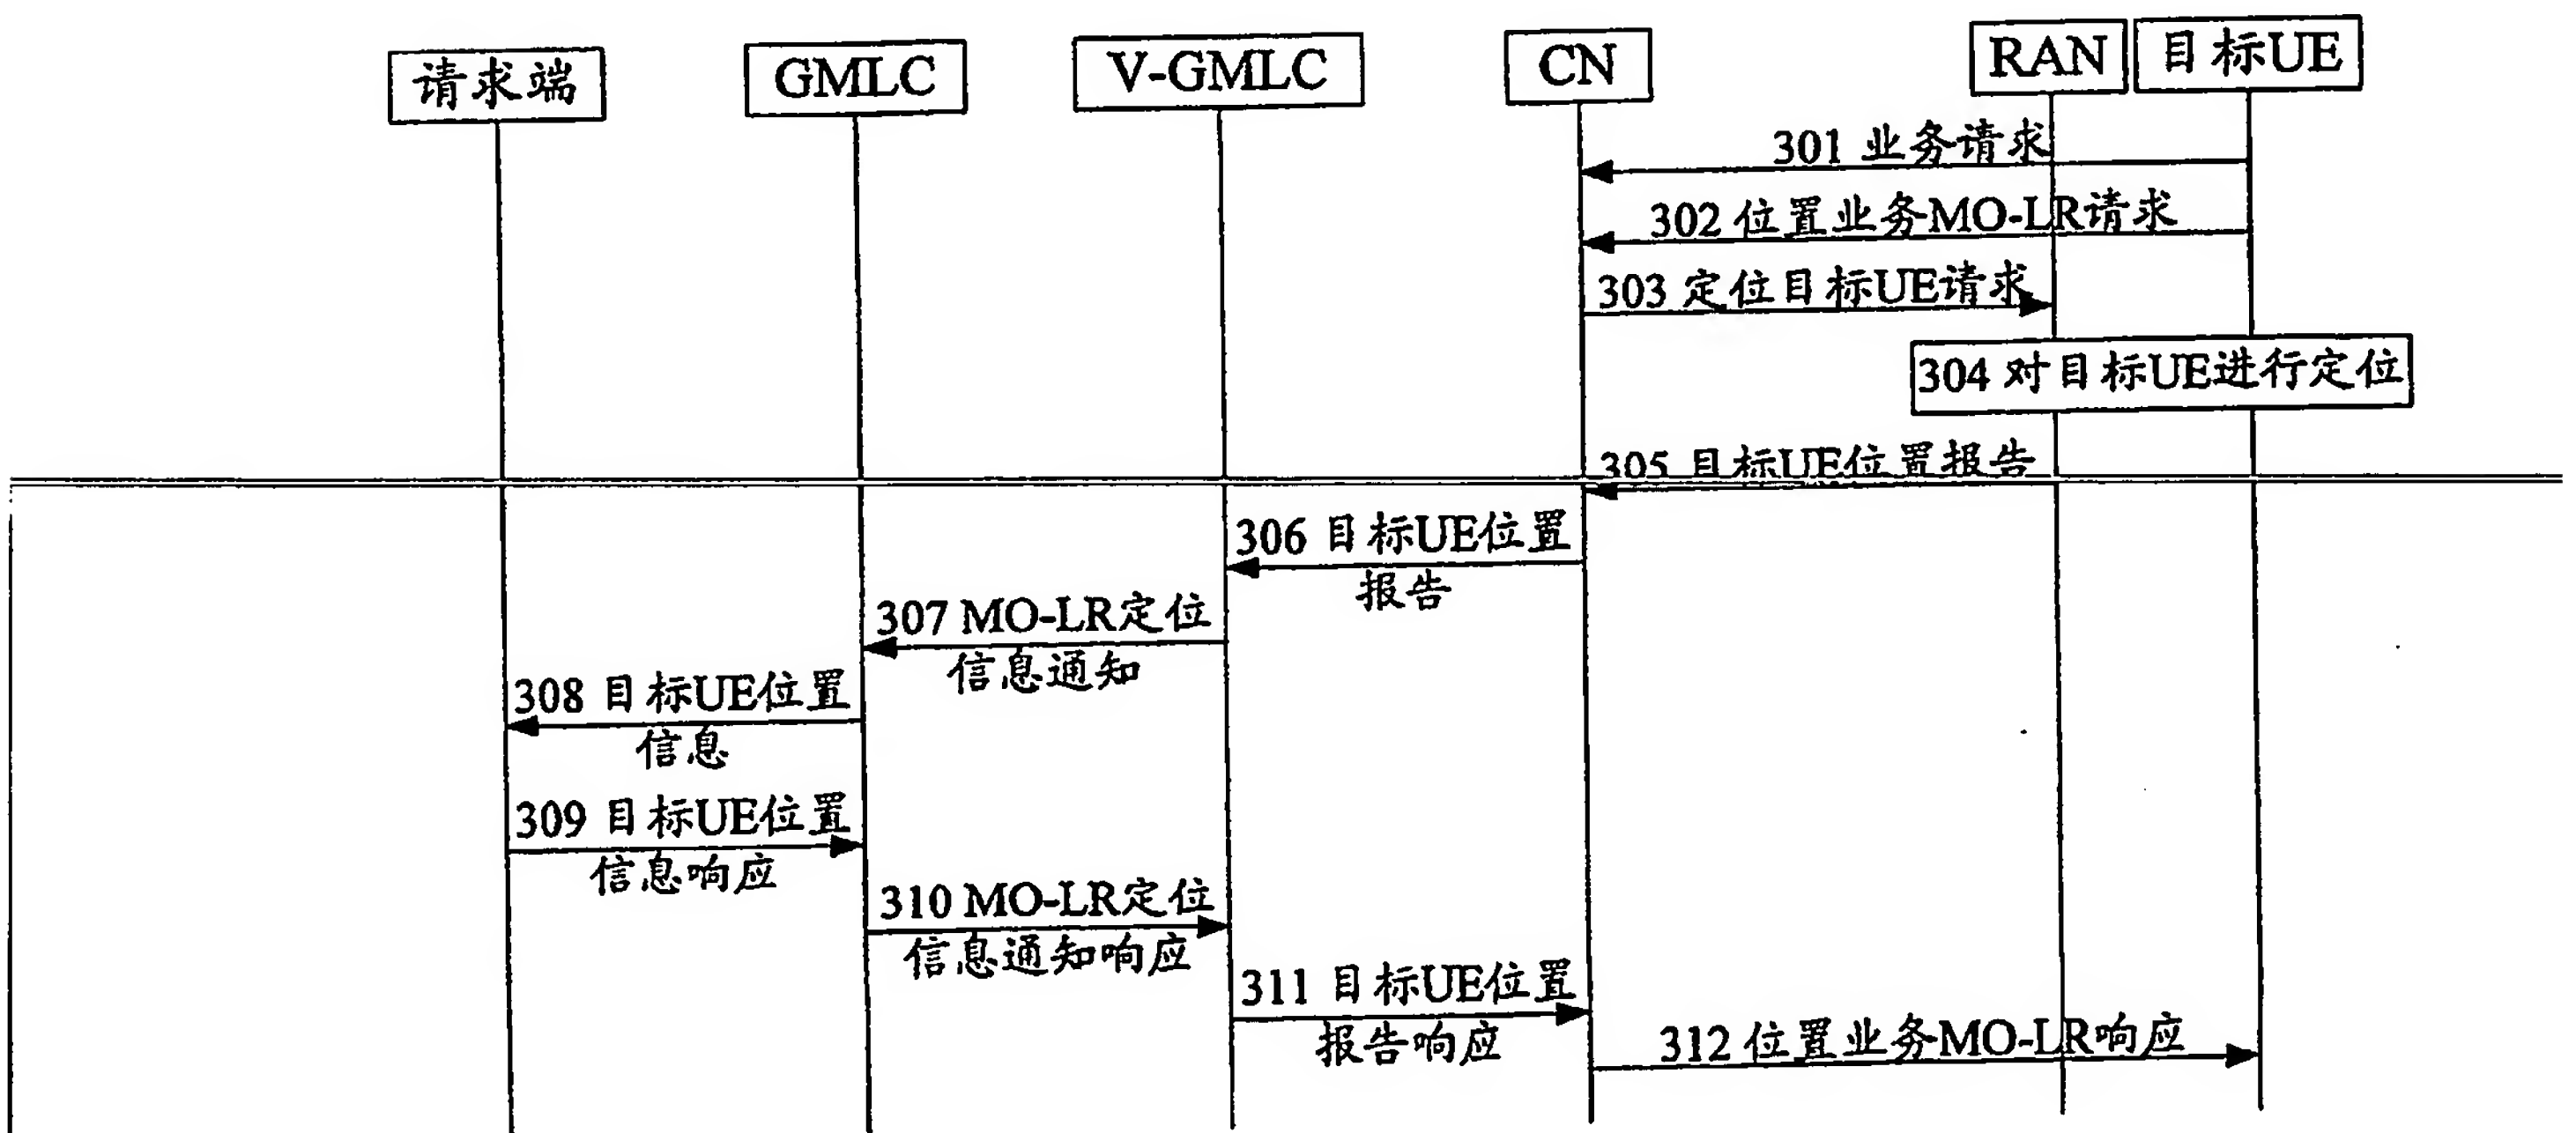 请求端
GMLC
V-GMLC
CN
RAN
目标UE
301 业务请求
302 位置业务MO-LR请求
303 定位目标UE请求
304 对目标UE进行定位
305 目标UE位置报告
306 目标UE位置
报告
307 MO-LR定位
信息通知
308 目标UE位置
信息
309 目标UE位置
信息响应
310 MO-LR定位
信息通知响应
311 目标UE位置
报告响应
312 位置业务MO-LR响应